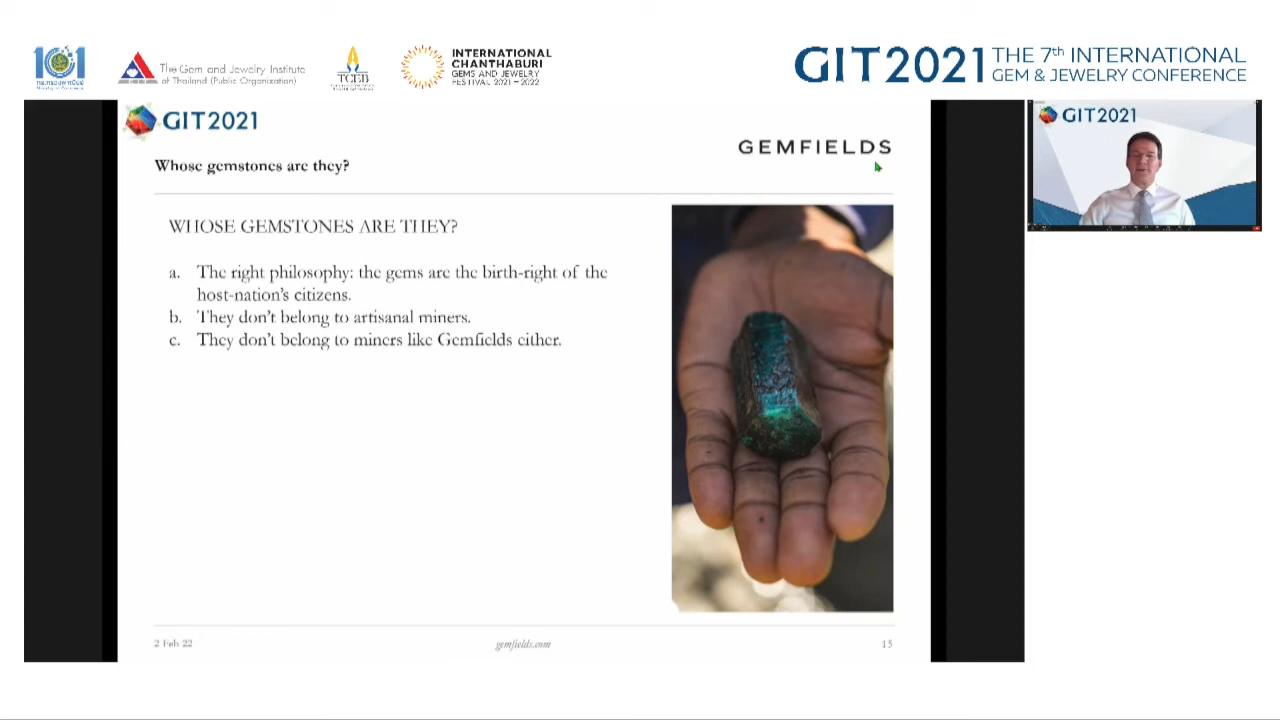 101
The Gem and Jewelry Institute
of Thailand (Public Organization)
TCEB
INTERNATIONAL
CHANTHABURI
GEMS AND JEWELRY
FESTIVAL 2021 – 2022
GIT2021 THE 7th INTERNATIONAL
GEM & JEWELRY CONFERENCE
GIT2021
GEMFIELDS
Whose gemstones are they?
WHOSE GEMSTONES ARE THEY?
a. The right philosophy: the gems are the birth-right of the
host-nation's citizens.
b. They don't belong to artisanal miners.
c. They don't belong to miners like Gemfields either.
2 Feb 22
gemfields.com
15
GIT2021